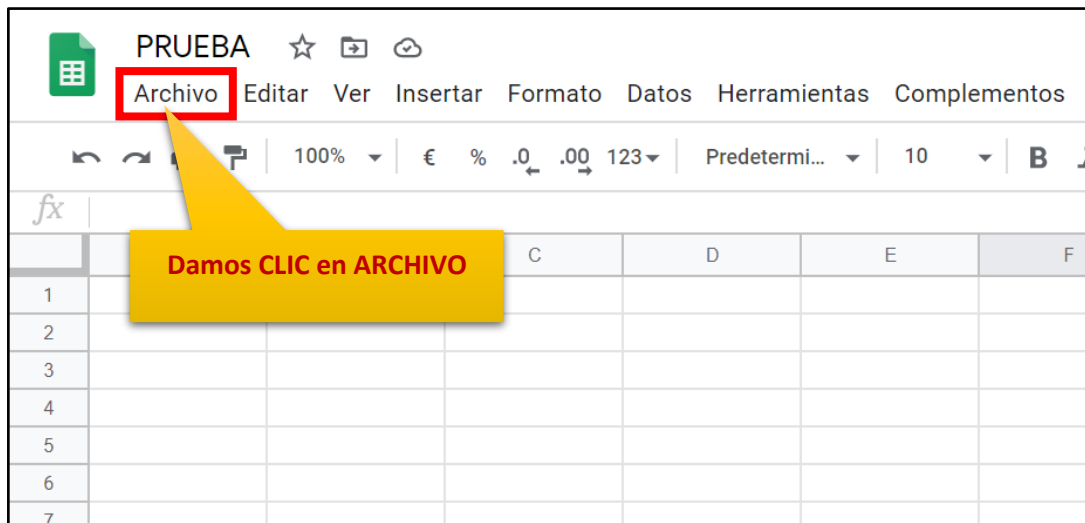 PRUEBA
Archivo Editar Ver Insertar Formato Datos Herramientas Complementos
100% € % .0 .00 123 Predetermi... 10 B
fx
Damos CLIC en ARCHIVO
C D E F
1
2
3
4
5
6
7